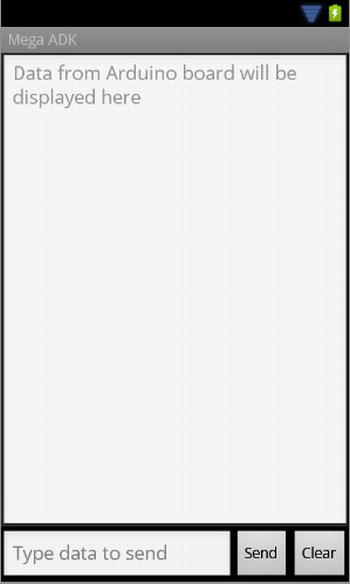 Mega ADK
Data from Arduino board will be
displayed here
Type data to send
Send
Clear